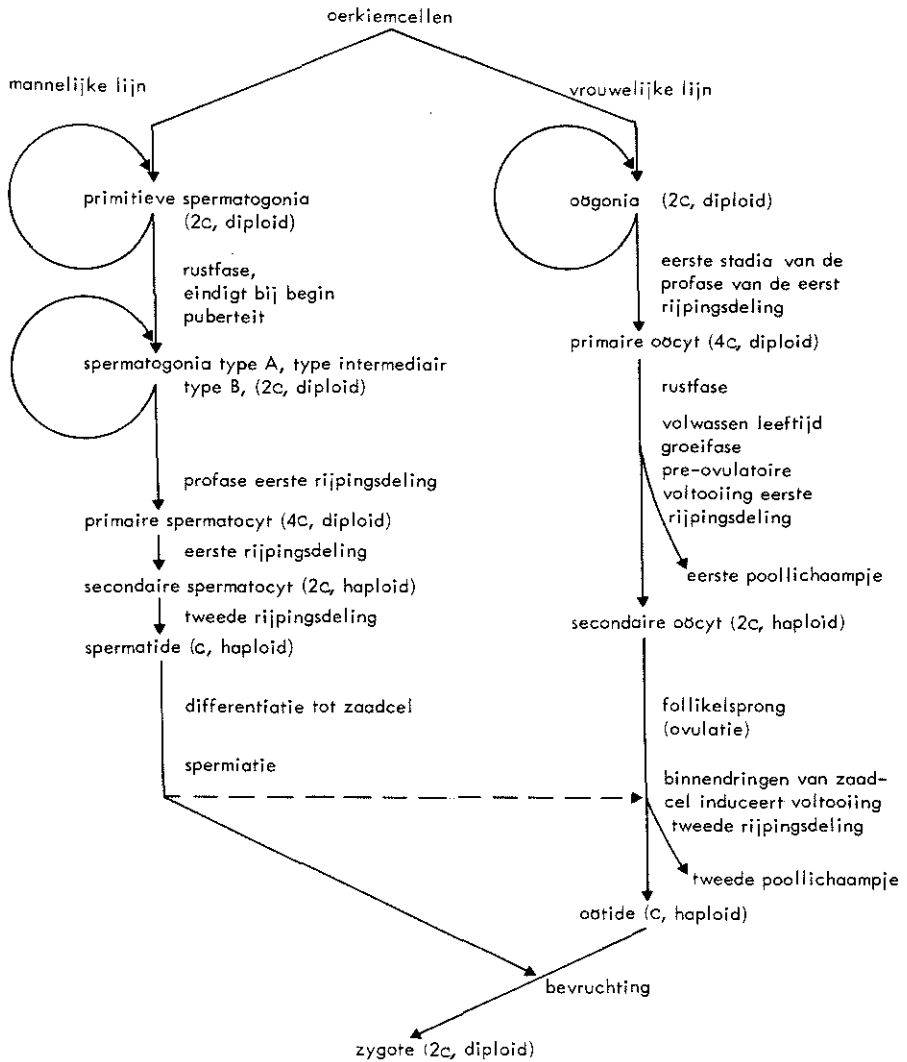 oerkiemcellen
mannelijke lijn
vrouwelijke lijn
primitieve spermatogonia
(2c, diploid)
rustfase,
eindigt bij begin
puberteit
spermatogonia type A, type intermediair
type B, (2c, diploid)
profase eerste rijpingsdeling
primaire spermatocyt (4c, diploid)
eerste rijpingsdeling
secondaire spermatocyt (2c, haploid)
tweede rijpingsdeling
spermatide (c, haploid)
differentiatie tot zaadcel
spermiatie
oögonia (2c, diploid)
eerste stadia van de
profase van de eerst
rijpingsdeling
primaire oöcyt (4c, diploid)
rustfase
volwassen leeftijd
groeifase
pre-ovulatoire
voltooiing eerste
rijpingsdeling
eerste poollichaampje
secondaire oöcyt (2c, haploid)
follikelsprong
(ovulatie)
binnendringen van zaad-
cel induceert voltooiing
tweede rijpingsdeling
tweede poollichaampje
oötide (c, haploid)
bevruchting
zygote (2c, diploid)